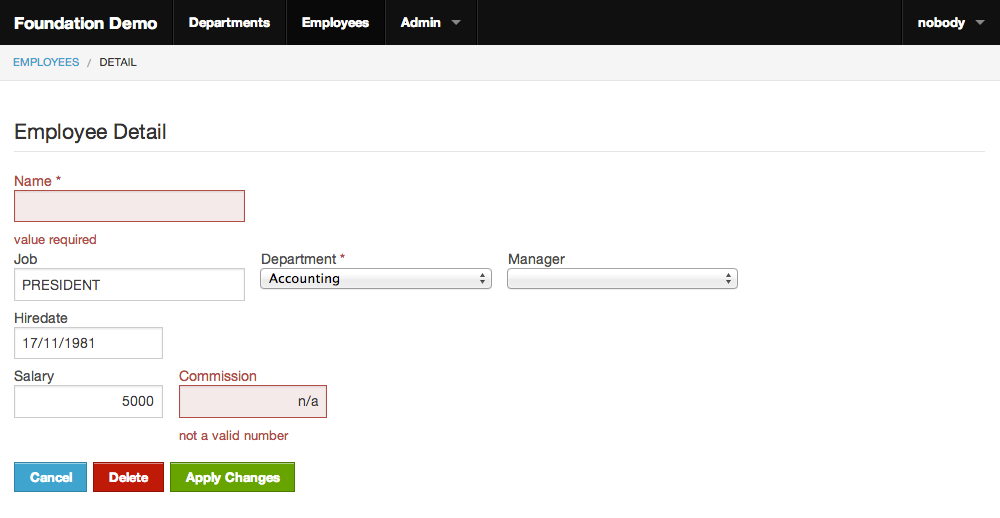 Foundation Demo Departments Employees Admin nobody
EMPLOYEES / DETAIL
Employee Detail
Name *
value required
Job Department * Manager
PRESIDENT Accounting
Hiredate
17/11/1981
Salary Commission
5000 n/a
not a valid number
Cancel Delete Apply Changes